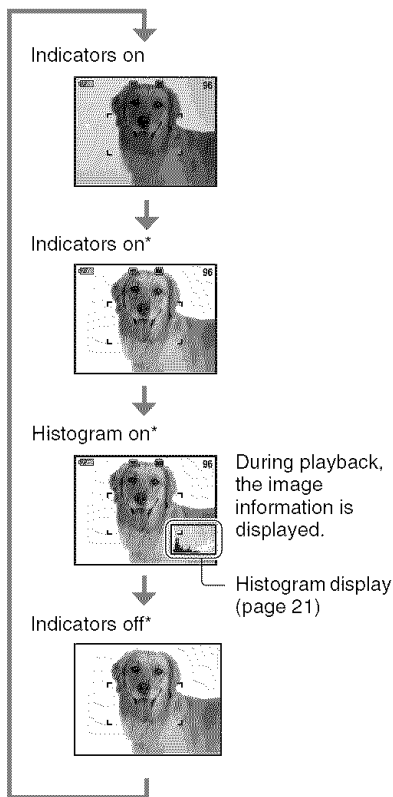 Indicators on
96
Indicators on*
96
Histogram on*
96
During playback,
the image
information is
displayed.
Histogram display
(page 21)
Indicators off*